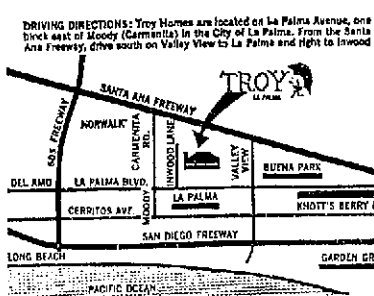 DRIVING DIRECTIONS: Troy Homes are located on La Palma Avenue, one
block east of Moody (Carmenita) in the City of La Palma. From the Santa
Ana Freeway, drive south on Valley View to La Palma and right to Inwood
TROY
LA PALMA
SANTA ANA FREEWAY
605 FREEWAY
NORWALK
CARMENITA RD.
INWOOD LANE
VALLEY VIEW
BUENA PARK
DEL AMO
LA PALMA BLVD.
MOODY
LA PALMA
CERRITOS AVE.
KNOTT'S BERRY
SAN DIEGO FREEWAY
LONG BEACH
GARDEN GR
PACIFIC OCEAN